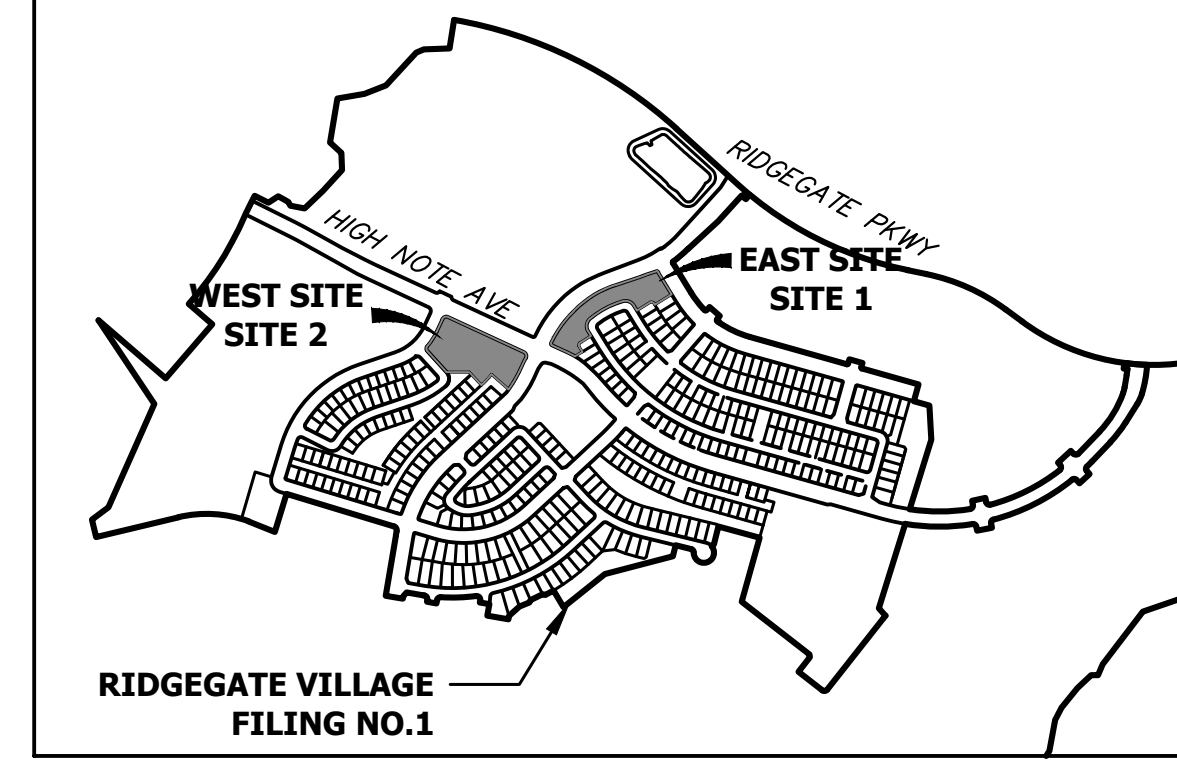 RIDGEGATE PKWY
HIGH NOTE AVE
EAST SITE
SITE 1
WEST SITE
SITE 2
RIDGEGATE VILLAGE
FILING NO.1